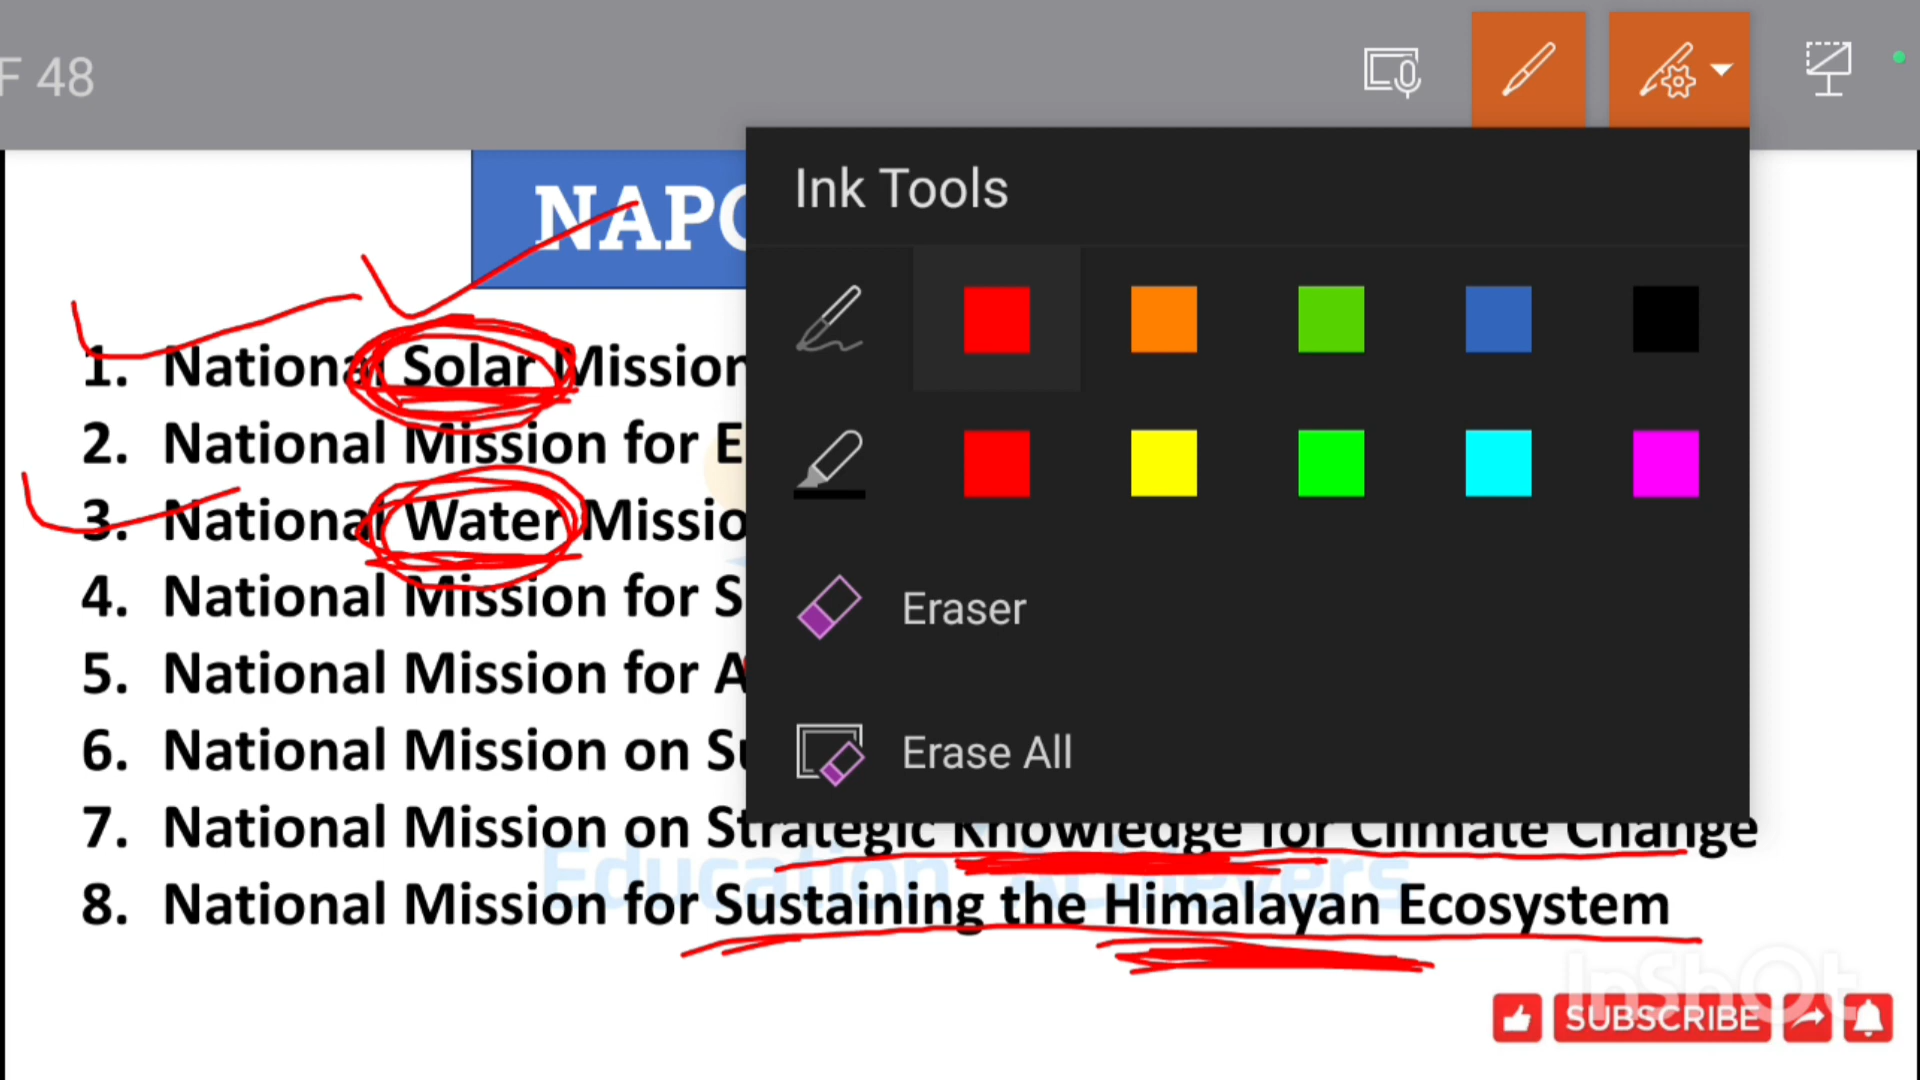 F 48
Ink Tools
NAPC
1. National Solar Mission
2. National Mission for E
3. National Water Missio
4. National Mission for S
5. National Mission for A
6. National Mission on Su
Eraser
Erase All
7. National Mission on Strategic Knowledge for Climate Change
Education Achievers
8. National Mission for Sustaining the Himalayan Ecosystem
InShOt
SUBSCRIBE